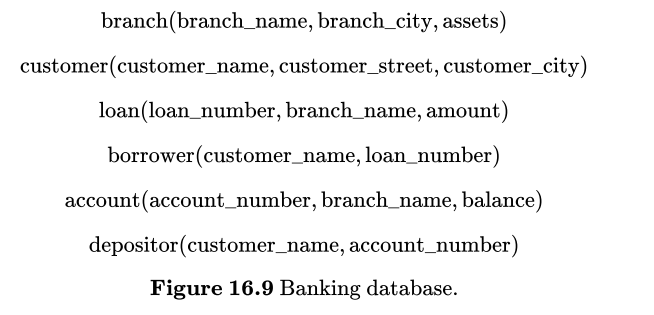 branch(branch_name, branch_city, assets)
customer(customer_name, customer_street, customer_city)
loan(loan_number, branch_name, amount)
borrower(customer_name, loan_number)
account(account_number, branch_name, balance)
depositor(customer_name, account_number)
Figure 16.9 Banking database.